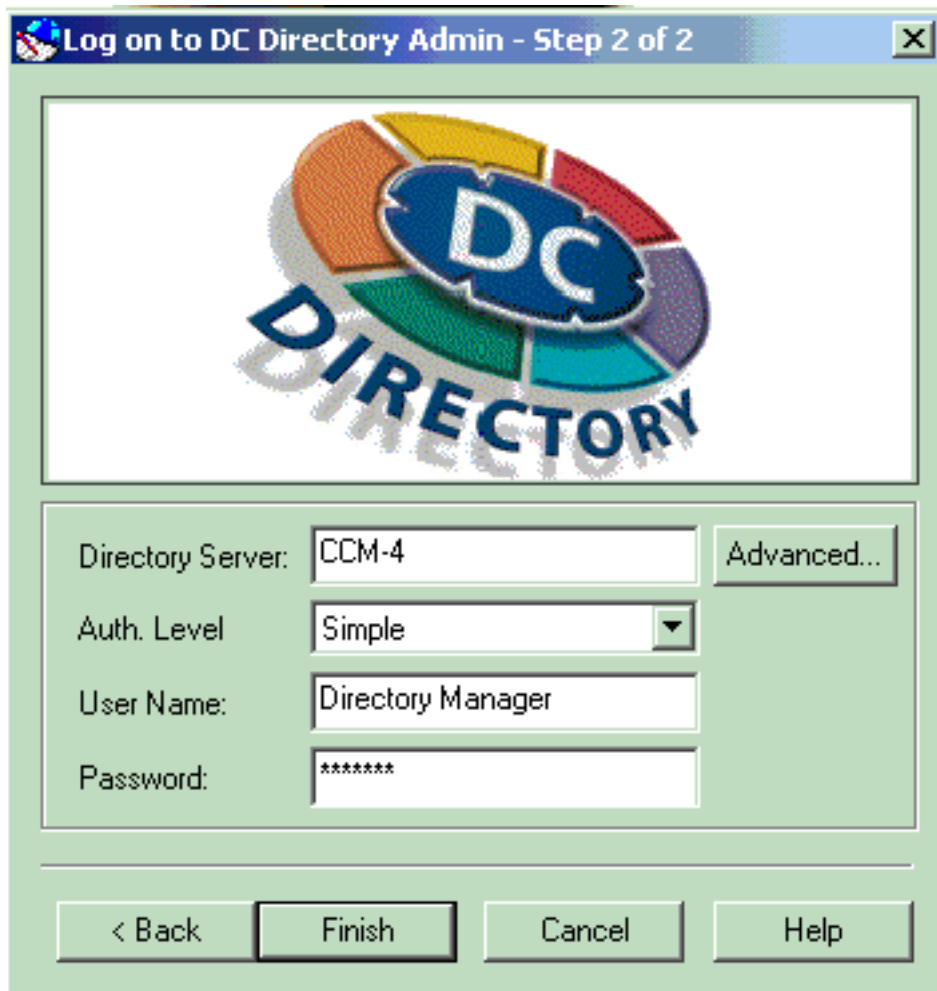 Log on to DC Directory Admin - Step 2 of 2
DC
DIRECTORY
Directory Server: CCM-4 Advanced...
Auth. Level Simple
User Name: Directory Manager
Password: *******
< Back Finish Cancel Help